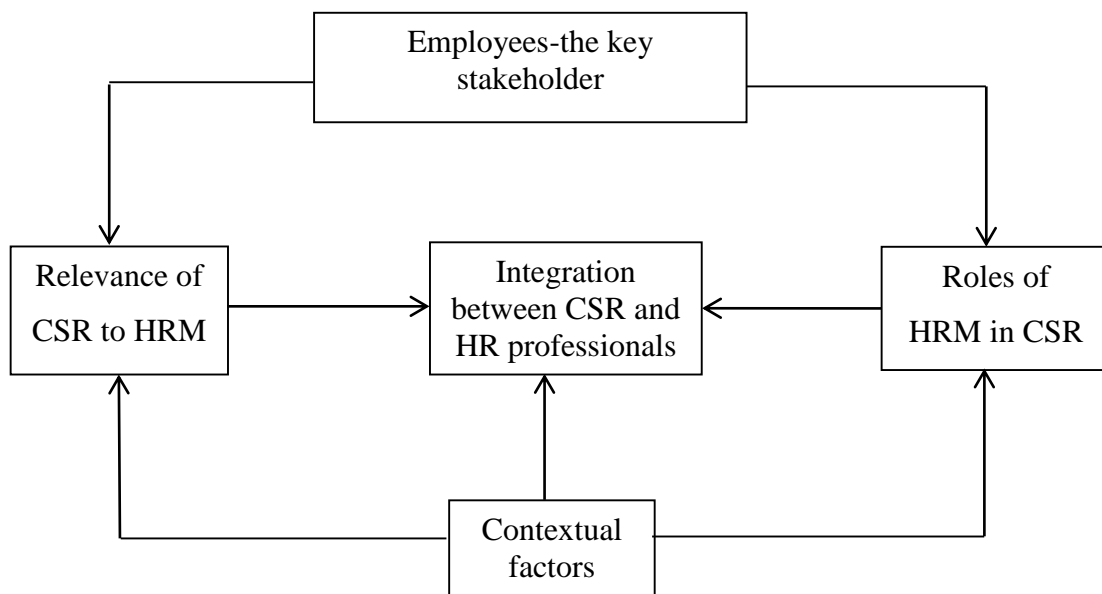 Employees-the key
stakeholder
Relevance of
CSR to HRM
Integration
between CSR and
HR professionals
Roles of
HRM in CSR
Contextual
factors